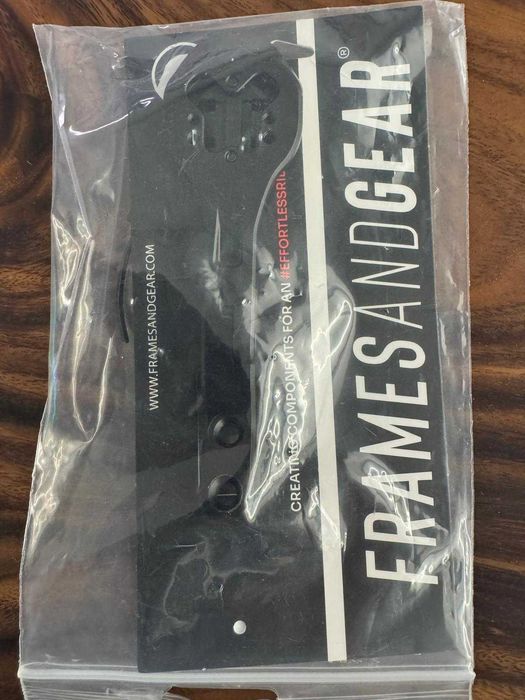 FRAMESANDGEAR®
CREATING COMPONENTS FOR AN #EFFORTLESSRI
WWW.FRAMESANDGEAR.COM